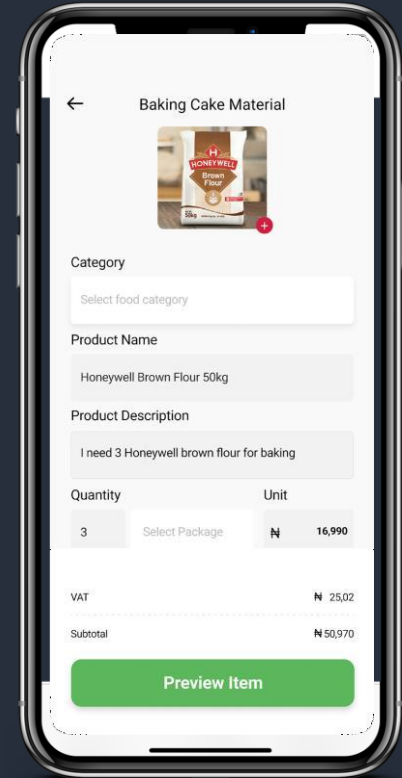 Baking Cake Material
H
HONEYWELL
Brown
Flour
50kg
Category
Select food category
Product Name
Honeywell Brown Flour 50kg
Product Description
I need 3 Honeywell brown flour for baking
Quantity Unit
3 Select Package ₦ 16,990
VAT ₦ 25,02
Subtotal ₦ 50,970
Preview Item